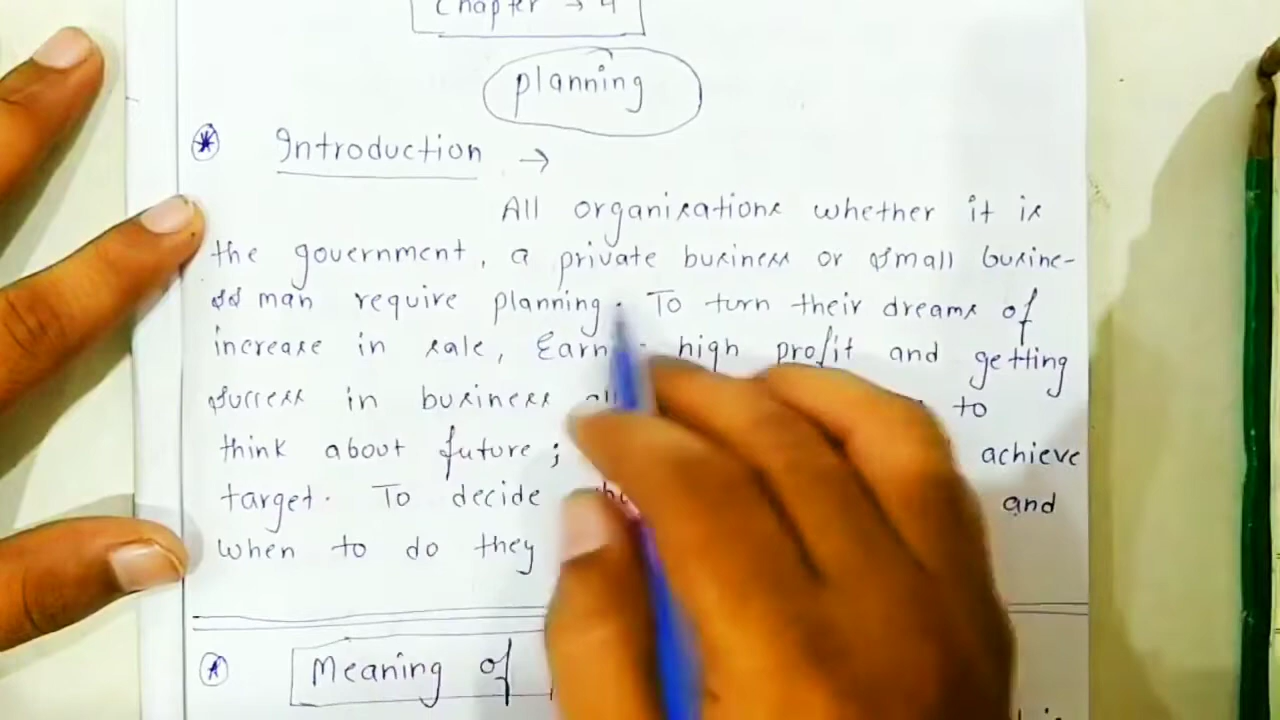 Chapter → 4
planning
Introduction →
All organisations whether it is
the government, a private business or small busine-
ss man require planning. To turn their dreams of
increase in sale, Earn high profit and getting
success in business all to
think about future; achieve
target. To decide and
when to do they
Meaning of